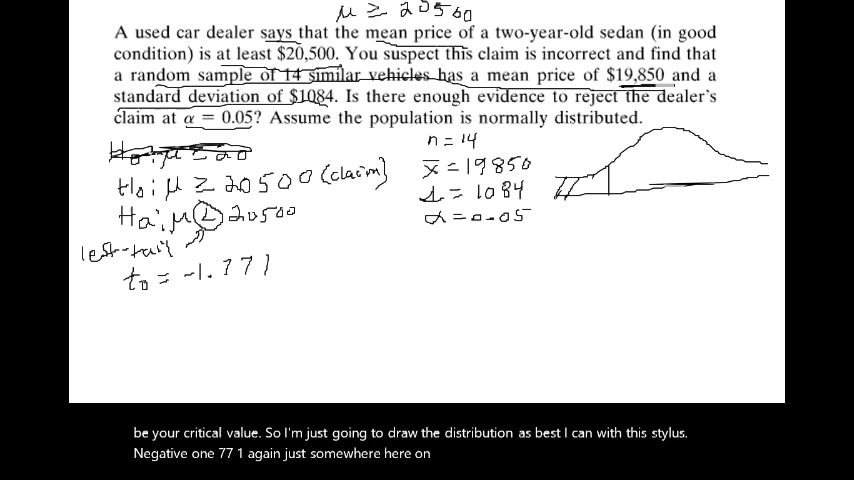 μ ≥ 20500
A used car dealer says that the mean price of a two-year-old sedan (in good
condition) is at least $20,500. You suspect this claim is incorrect and find that
a random sample of 14 similar vehicles has a mean price of $19,850 and a
standard deviation of $1084. Is there enough evidence to reject the dealer's
claim at α = 0.05? Assume the population is normally distributed.
H₀: μ ≥ 20
H₀: μ ≥ 20500 (claim)
Ha: μ < 20500
left-tail
t₀ = -1.771
n = 14
x̄ = 19850
s = 1084
α = 0.05
be your critical value. So I'm just going to draw the distribution as best I can with this stylus.
Negative one 77 1 again just somewhere here on